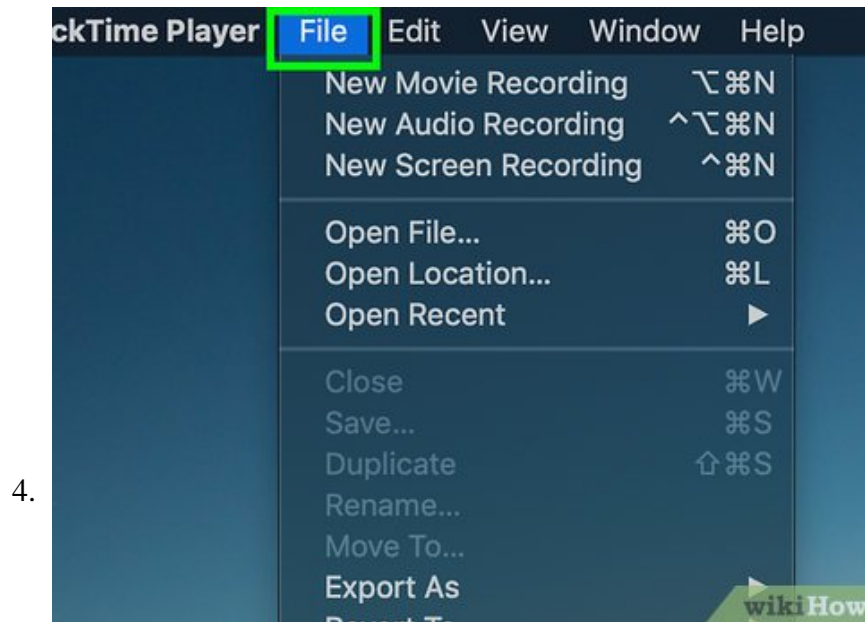 ckTime Player File Edit View Window Help
New Movie Recording ⌥⌘N
New Audio Recording ^⌥⌘N
New Screen Recording ^⌘N
Open File... ⌘O
Open Location... ⌘L
Open Recent ▶
Close ⌘W
Save... ⌘S
Duplicate ⇧⌘S
4.
Rename...
Move To...
Export As ▶
wikiHow